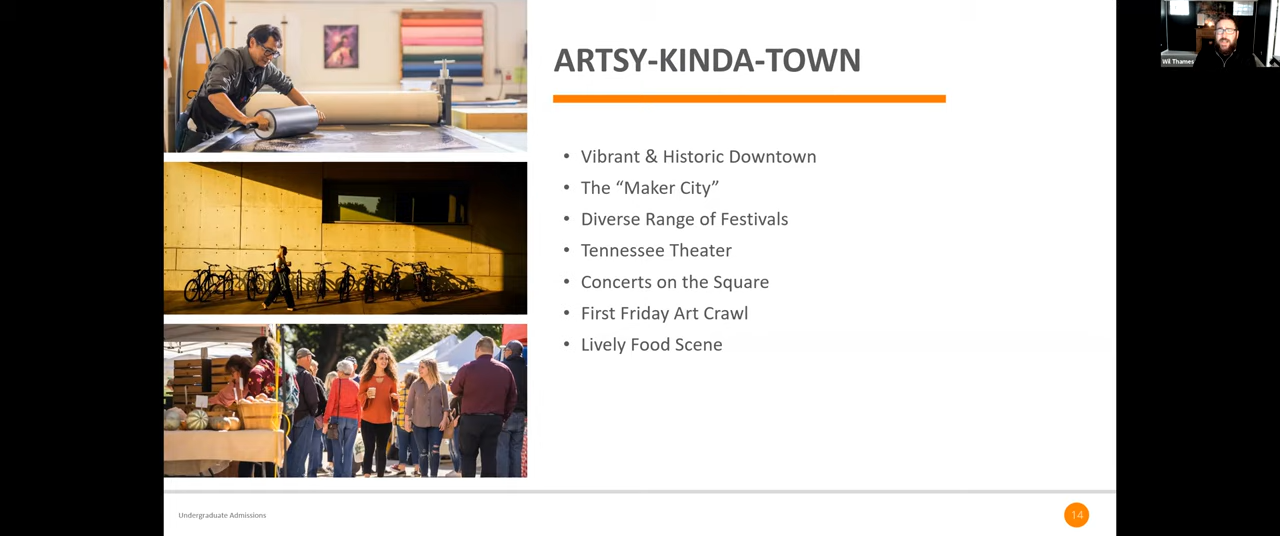 ARTSY-KINDA-TOWN
• Vibrant & Historic Downtown
• The “Maker City”
• Diverse Range of Festivals
• Tennessee Theater
• Concerts on the Square
• First Friday Art Crawl
• Lively Food Scene
Undergraduate Admissions
14
Wil Thames